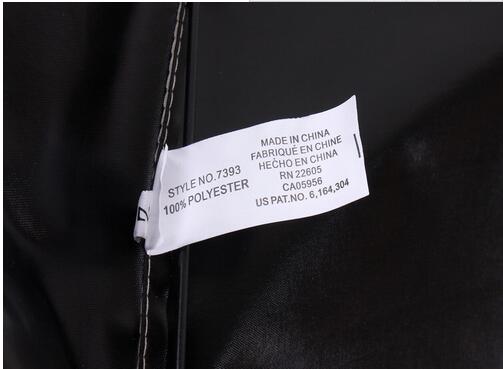 STYLE NO.7393
100% POLYESTER
MADE IN CHINA
FABRIQUÉ EN CHINE
HECHO EN CHINA
RN 22605
CA05956
US PAT.NO. 6,164,304